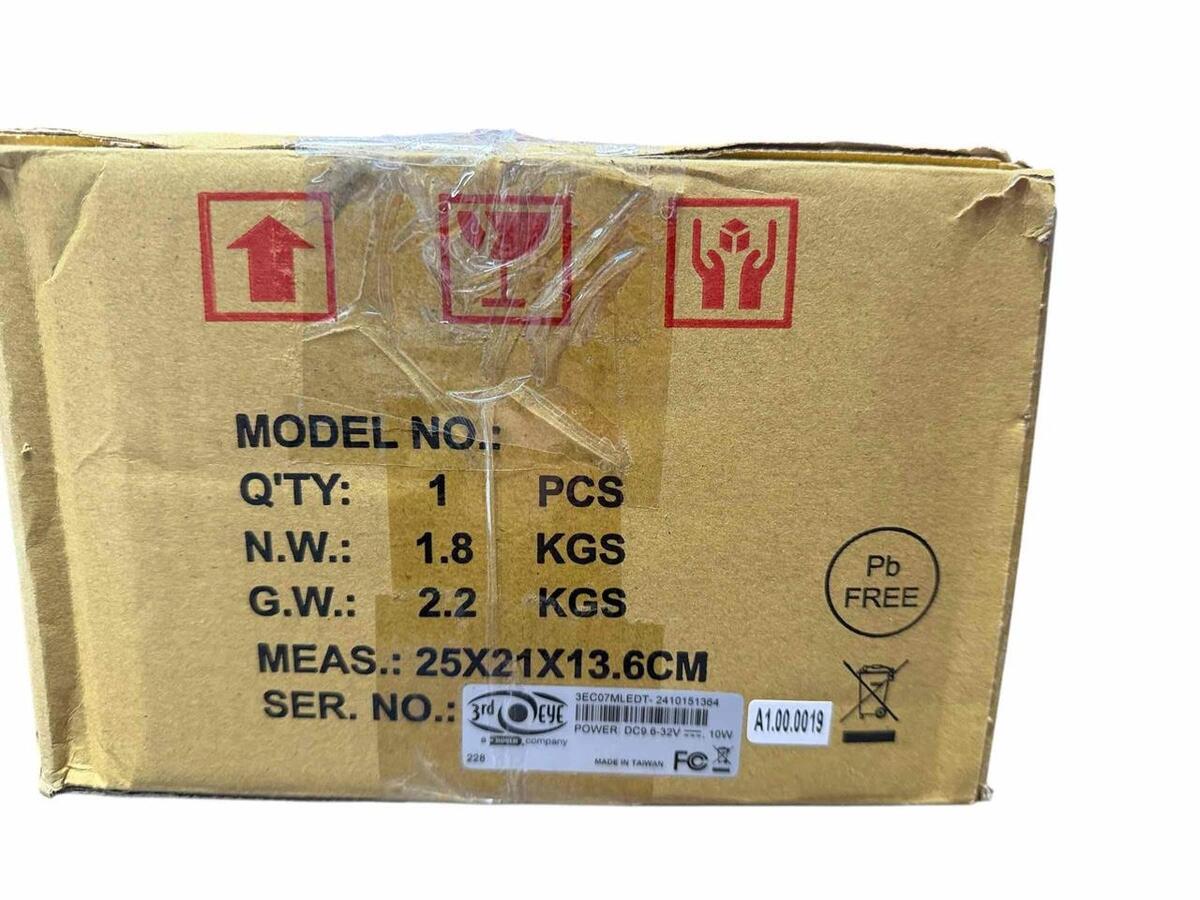 MODEL NO.:
Q'TY: 1 PCS
N.W.: 1.8 KGS
G.W.: 2.2 KGS
MEAS.: 25X21X13.6CM
SER. NO.:
Pb
FREE
3rd EYE
a company
228
3EC07MLEDT- 2410151364
POWER: DC9.6-32V 10W
MADE IN TAIWAN FC
A1.00.0019